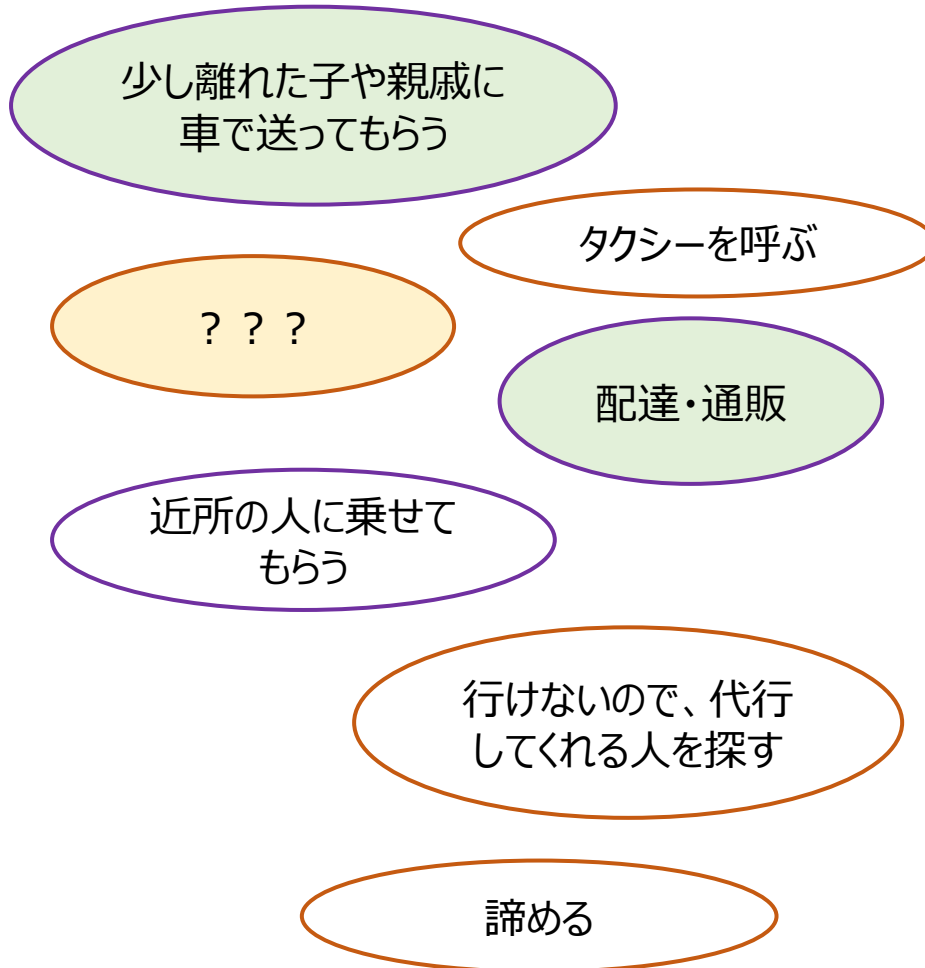 少し離れた子や親戚に
車で送ってもらう
タクシーを呼ぶ
？？？
配達・通販
近所の人に乗せて
もらう
行けないので、代行
してくれる人を探す
諦める